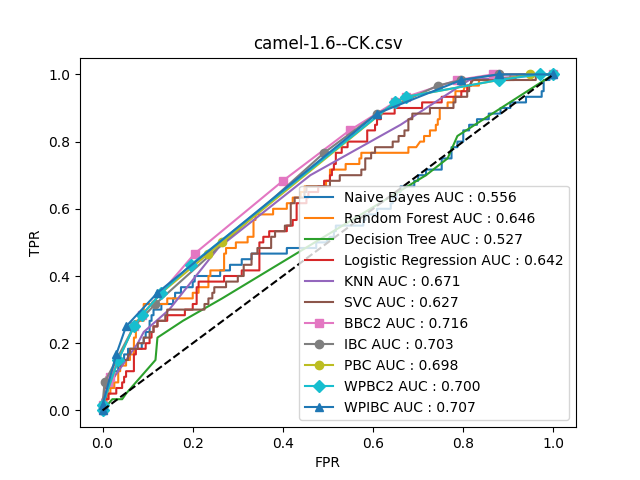 camel-1.6--CK.csv
TPR
1.0
0.8
0.6
0.4
0.2
0.0
Naive Bayes AUC : 0.556
Random Forest AUC : 0.646
Decision Tree AUC : 0.527
Logistic Regression AUC : 0.642
KNN AUC : 0.671
SVC AUC : 0.627
BBC2 AUC : 0.716
IBC AUC : 0.703
PBC AUC : 0.698
WPBC2 AUC : 0.700
WPIBC AUC : 0.707
0.0 0.2 0.4 0.6 0.8 1.0
FPR